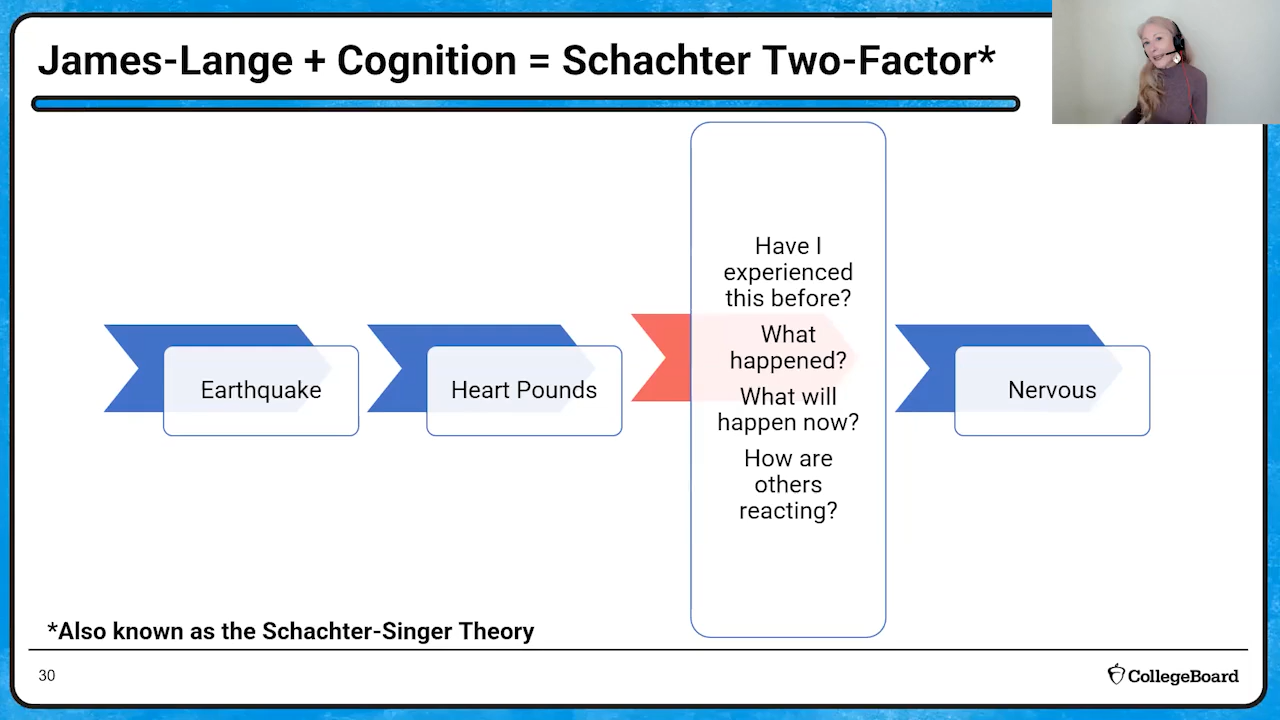 James-Lange + Cognition = Schachter Two-Factor*
Earthquake
Heart Pounds
Have I
experienced
this before?
What
happened?
What will
happen now?
How are
others
reacting?
Nervous
*Also known as the Schachter-Singer Theory
30
CollegeBoard